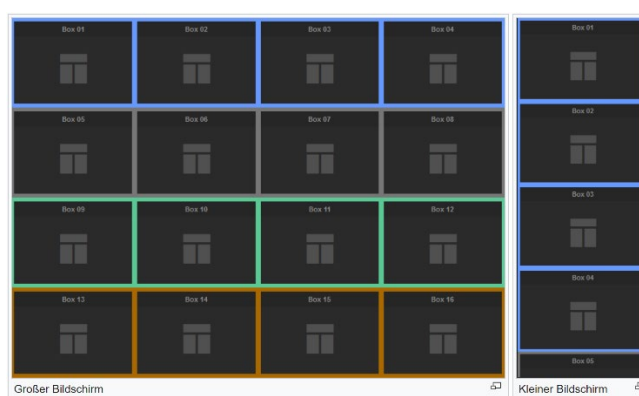 Box 01 Box 02 Box 03 Box 04
Box 05 Box 06 Box 07 Box 08
Box 09 Box 10 Box 11 Box 12
Box 13 Box 14 Box 15 Box 16
Großer Bildschirm
Box 01
Box 02
Box 03
Box 04
Box 05
Kleiner Bildschirm